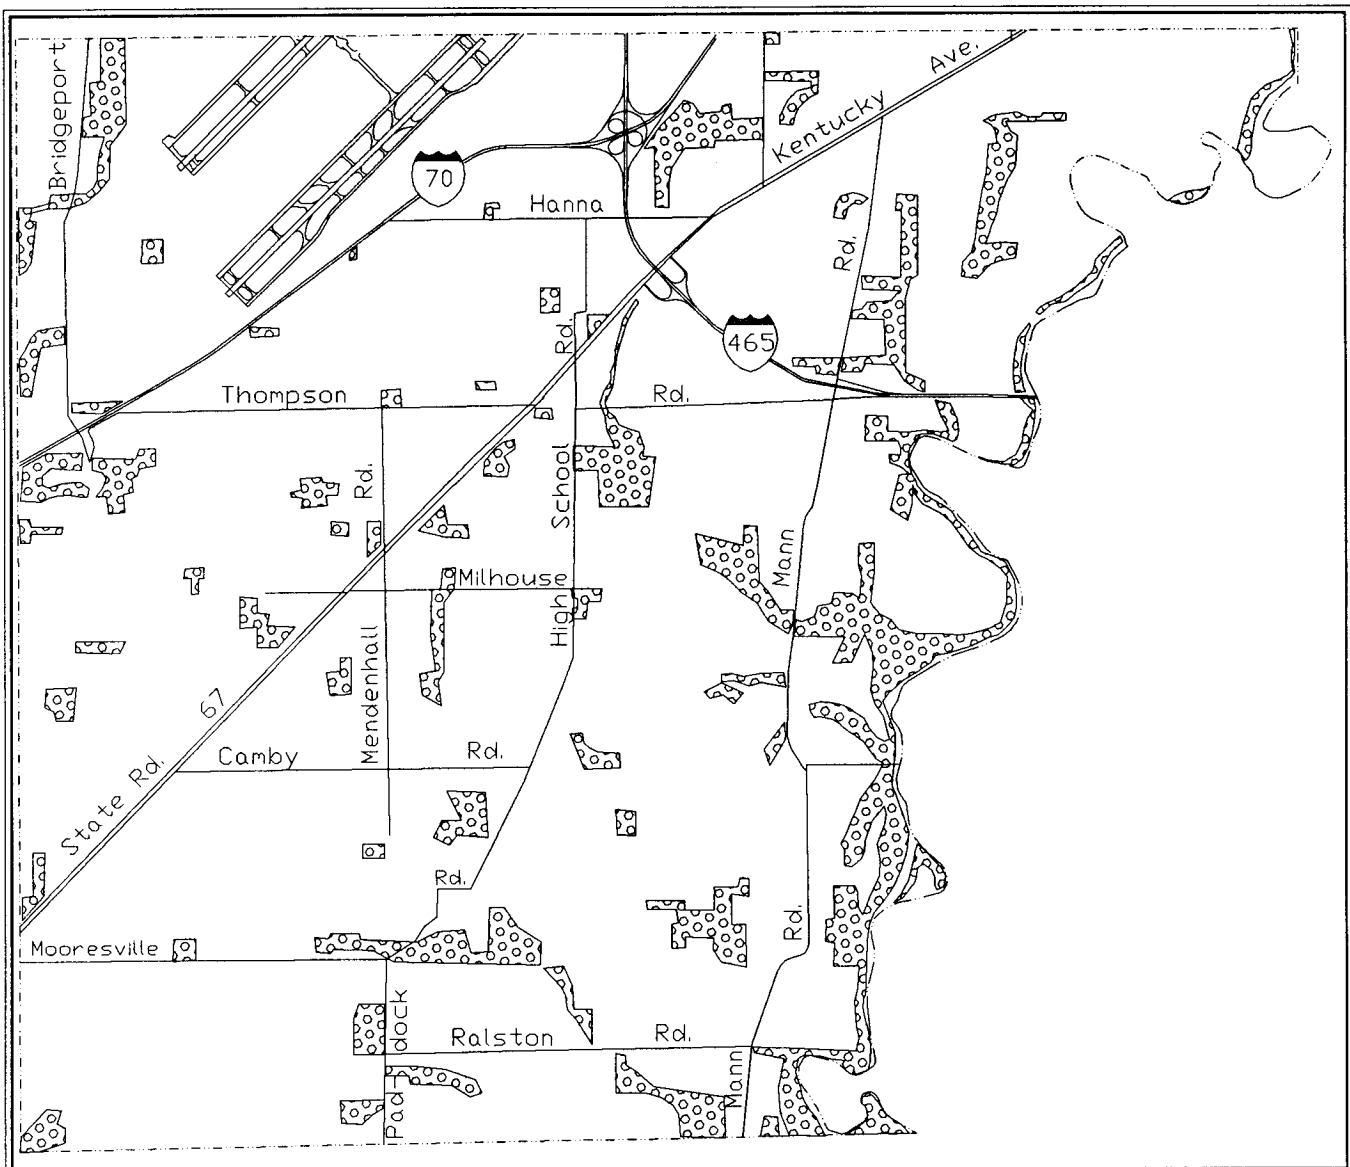 Bridgeport
Ave.
Kentucky
70
Hanna
Rd.
465
Rd.
Thompson
Rd.
Rd.
School
Mann
Milhouse
High
Mendenhall
67
State Rd.
Camby
Rd.
Rd.
Rd.
Mooresville
Pad-
dock
Ralston
Rd.
Mann